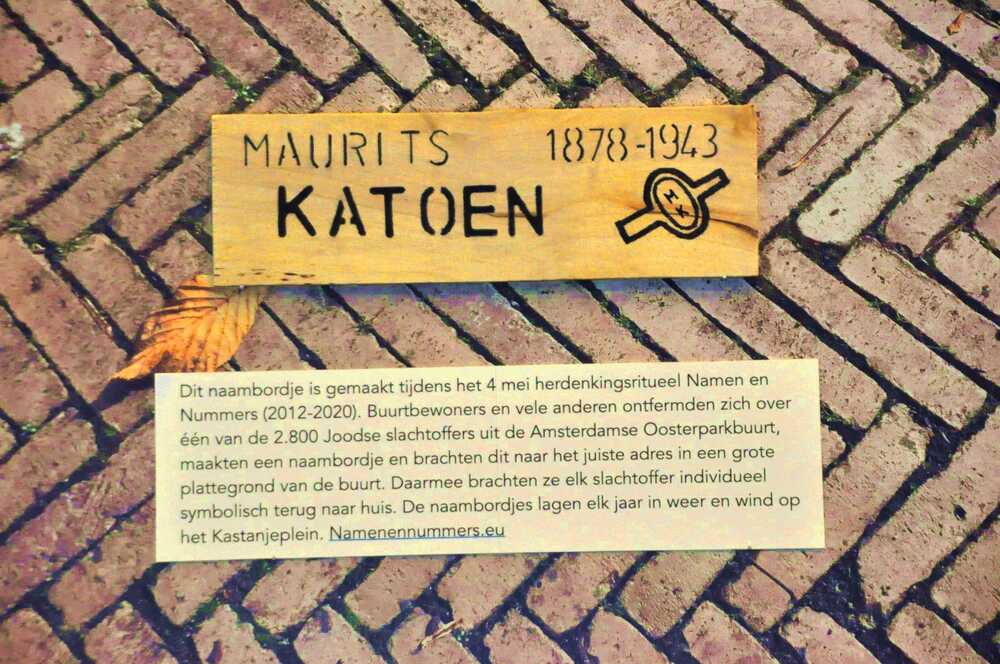 MAURITS 1878-1943
KATOEN
MK
Dit naambordje is gemaakt tijdens het 4 mei herdenkingsritueel Namen en
Nummers (2012-2020). Buurtbewoners en vele anderen ontfermden zich over
één van de 2.800 Joodse slachtoffers uit de Amsterdamse Oosterparkbuurt,
maakten een naambordje en brachten dit naar het juiste adres in een grote
plattegrond van de buurt. Daarmee brachten ze elk slachtoffer individueel
symbolisch terug naar huis. De naambordjes lagen elk jaar in weer en wind op
het Kastanjeplein. Namenennummers.eu